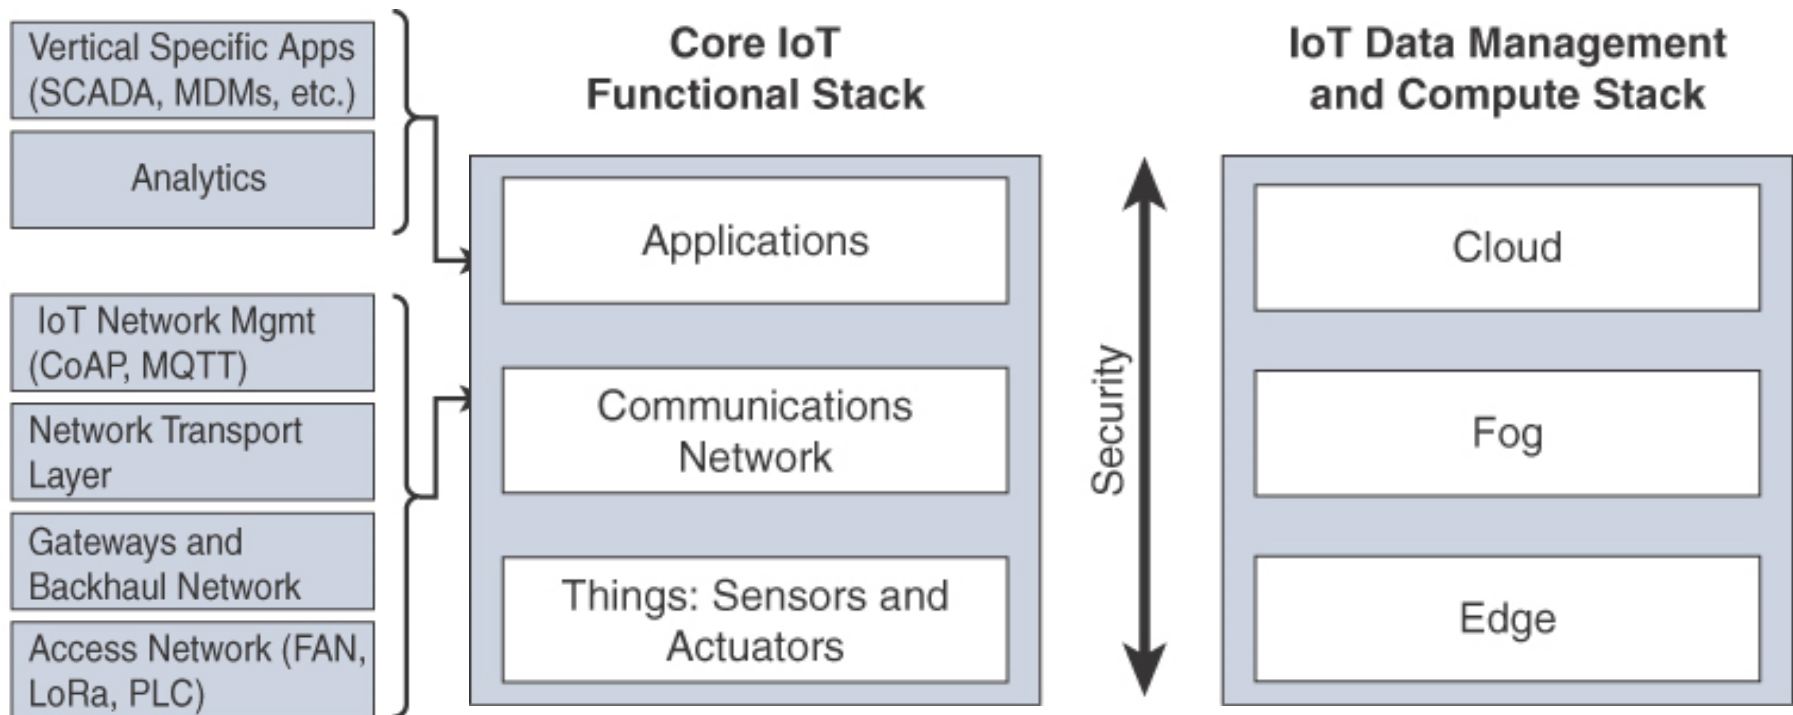 Vertical Specific Apps
(SCADA, MDMs, etc.)
Analytics
IoT Network Mgmt
(CoAP, MQTT)
Network Transport
Layer
Gateways and
Backhaul Network
Access Network (FAN,
LoRa, PLC)
Core IoT
Functional Stack
Applications
Communications
Network
Things: Sensors and
Actuators
Security
IoT Data Management
and Compute Stack
Cloud
Fog
Edge